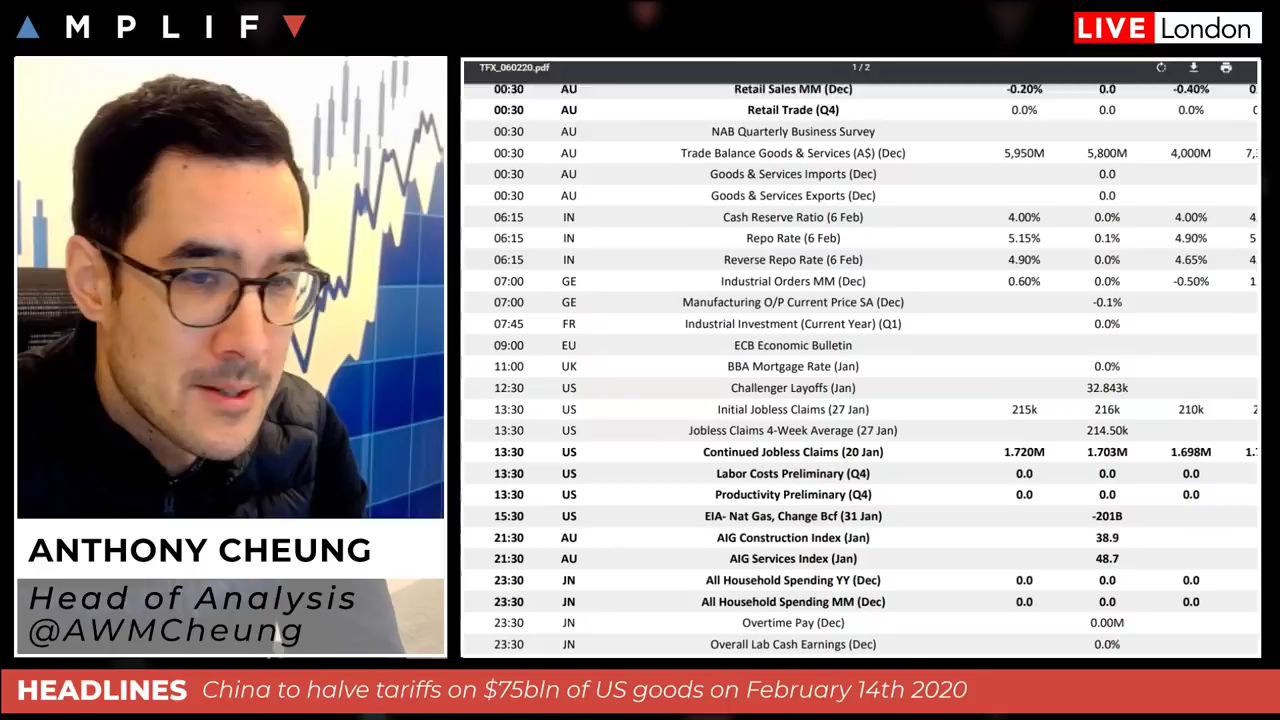 AMPLIFY
LIVE London
TFX_060220.pdf 1 / 2
00:30 AU Retail Sales MM (Dec) -0.20% 0.0 -0.40% 0
00:30 AU Retail Trade (Q4) 0.0% 0.0 0.0%
00:30 AU NAB Quarterly Business Survey
00:30 AU Trade Balance Goods & Services (A$) (Dec) 5,950M 5,800M 4,000M 7,
00:30 AU Goods & Services Imports (Dec) 0.0
00:30 AU Goods & Services Exports (Dec) 0.0
06:15 IN Cash Reserve Ratio (6 Feb) 4.00% 0.0% 4.00% 4
06:15 IN Repo Rate (6 Feb) 5.15% 0.1% 4.90% 5
06:15 IN Reverse Repo Rate (6 Feb) 4.90% 0.0% 4.65% 4
07:00 GE Industrial Orders MM (Dec) 0.60% 0.0% -0.50% 1
07:00 GE Manufacturing O/P Current Price SA (Dec) -0.1%
07:45 FR Industrial Investment (Current Year) (Q1) 0.0%
09:00 EU ECB Economic Bulletin
11:00 UK BBA Mortgage Rate (Jan) 0.0%
12:30 US Challenger Layoffs (Jan) 32.843k
13:30 US Initial Jobless Claims (27 Jan) 215k 216k 210k 2
13:30 US Jobless Claims 4-Week Average (27 Jan) 214.50k
13:30 US Continued Jobless Claims (20 Jan) 1.720M 1.703M 1.698M 1.
13:30 US Labor Costs Preliminary (Q4) 0.0 0.0 0.0
13:30 US Productivity Preliminary (Q4) 0.0 0.0 0.0
15:30 US EIA- Nat Gas, Change Bcf (31 Jan) -201B
21:30 AU AIG Construction Index (Jan) 38.9
21:30 AU AIG Services Index (Jan) 48.7
23:30 JN All Household Spending YY (Dec) 0.0 0.0 0.0
23:30 JN All Household Spending MM (Dec) 0.0 0.0 0.0
23:30 JN Overtime Pay (Dec) 0.00M
23:30 JN Overall Lab Cash Earnings (Dec) 0.0%
ANTHONY CHEUNG
Head of Analysis
@AWMCheung
HEADLINES China to halve tariffs on $75bln of US goods on February 14th 2020